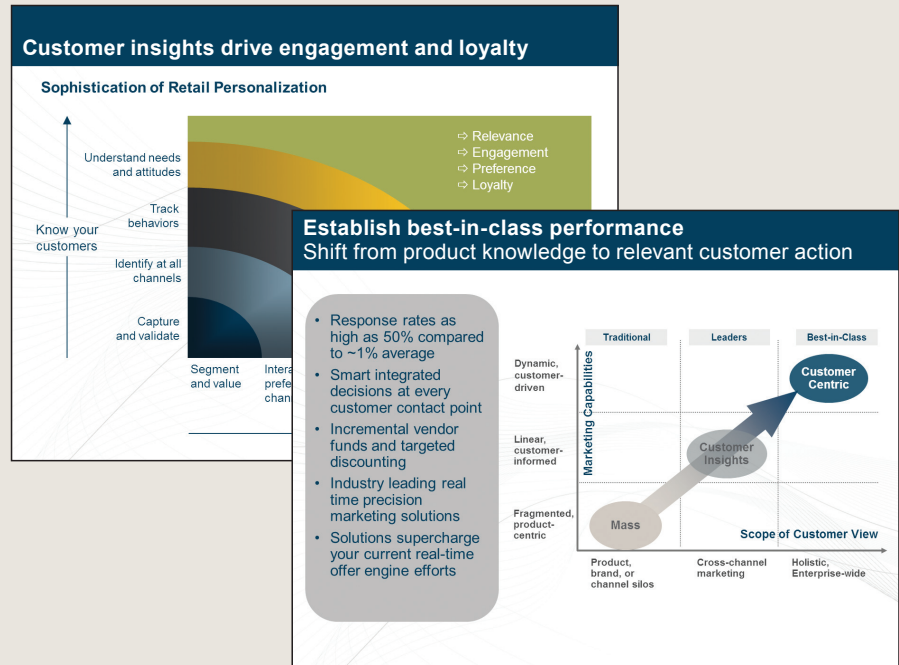 Customer insights drive engagement and loyalty
Sophistication of Retail Personalization
Understand needs
and attitudes
Track
behaviors
Know your
customers
Identify at all
channels
Capture
and validate
⇨ Relevance
⇨ Engagement
⇨ Preference
⇨ Loyalty
Segment
and value
Establish best-in-class performance
Shift from product knowledge to relevant customer action
• Response rates as
high as 50% compared
to ~1% average
• Smart integrated
decisions at every
customer contact point
• Incremental vendor
funds and targeted
discounting
• Industry leading real
time precision
marketing solutions
• Solutions supercharge
your current real-time
offer engine efforts
Traditional
Leaders
Best-in-Class
Marketing Capabilities
Dynamic,
customer-
driven
Linear,
customer-
informed
Fragmented,
product-
centric
Customer
Centric
Customer
Insights
Mass
Scope of Customer View
Product,
brand, or
channel silos
Cross-channel
marketing
Holistic,
Enterprise-wide